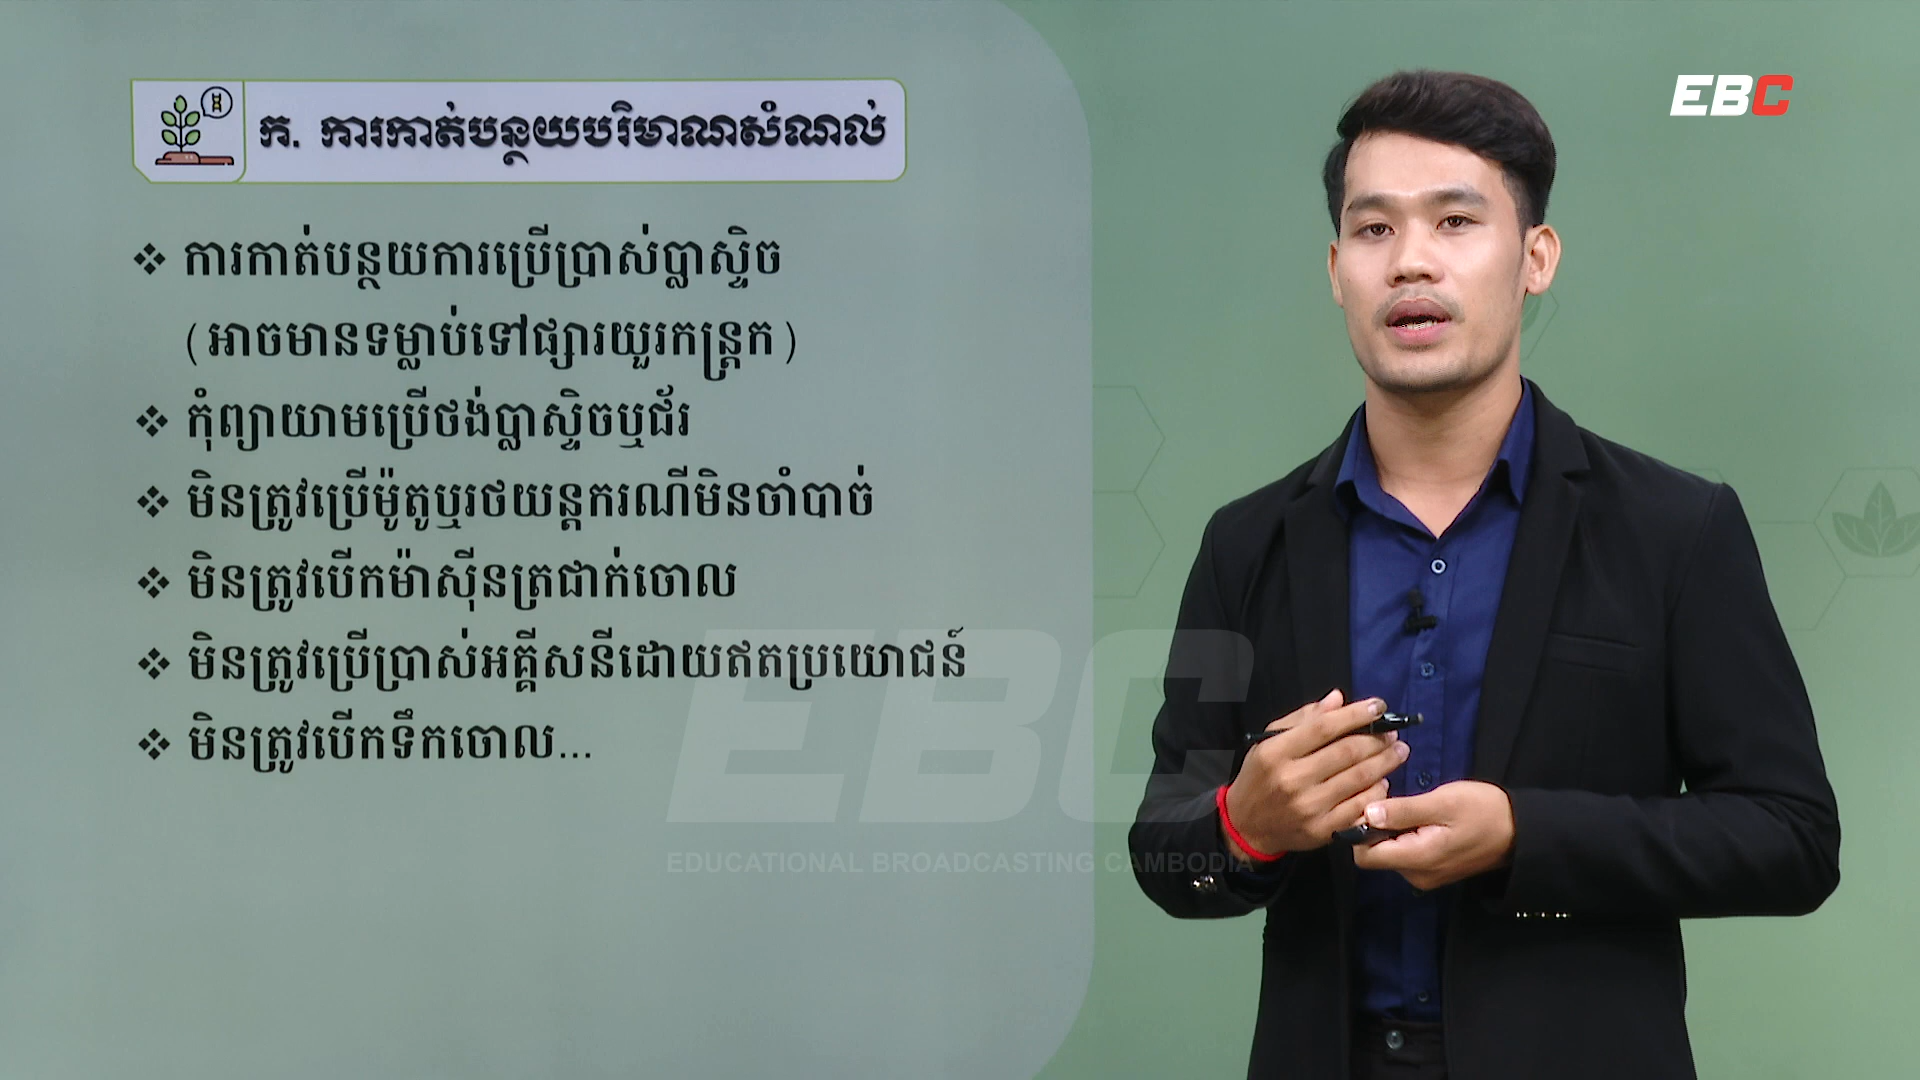 EBC
ក. ការកាត់បន្ថយបរិមាណសំណល់
❖ ការកាត់បន្ថយការប្រើប្រាស់ប្លាស្ទិច
(អាចមានទម្លាប់ទៅផ្សារយួរកន្ត្រក)
❖ កុំព្យាយាមប្រើថង់ប្លាស្ទិចឬជ័រ
❖ មិនត្រូវប្រើម៉ូតូឬរថយន្តករណីមិនចាំបាច់
❖ មិនត្រូវបើកម៉ាស៊ីនត្រជាក់ចោល
❖ មិនត្រូវប្រើប្រាស់អគ្គីសនីដោយឥតប្រយោជន៍
❖ មិនត្រូវបើកទឹកចោល...
EBC
EDUCATIONAL BROADCASTING CAMBODIA